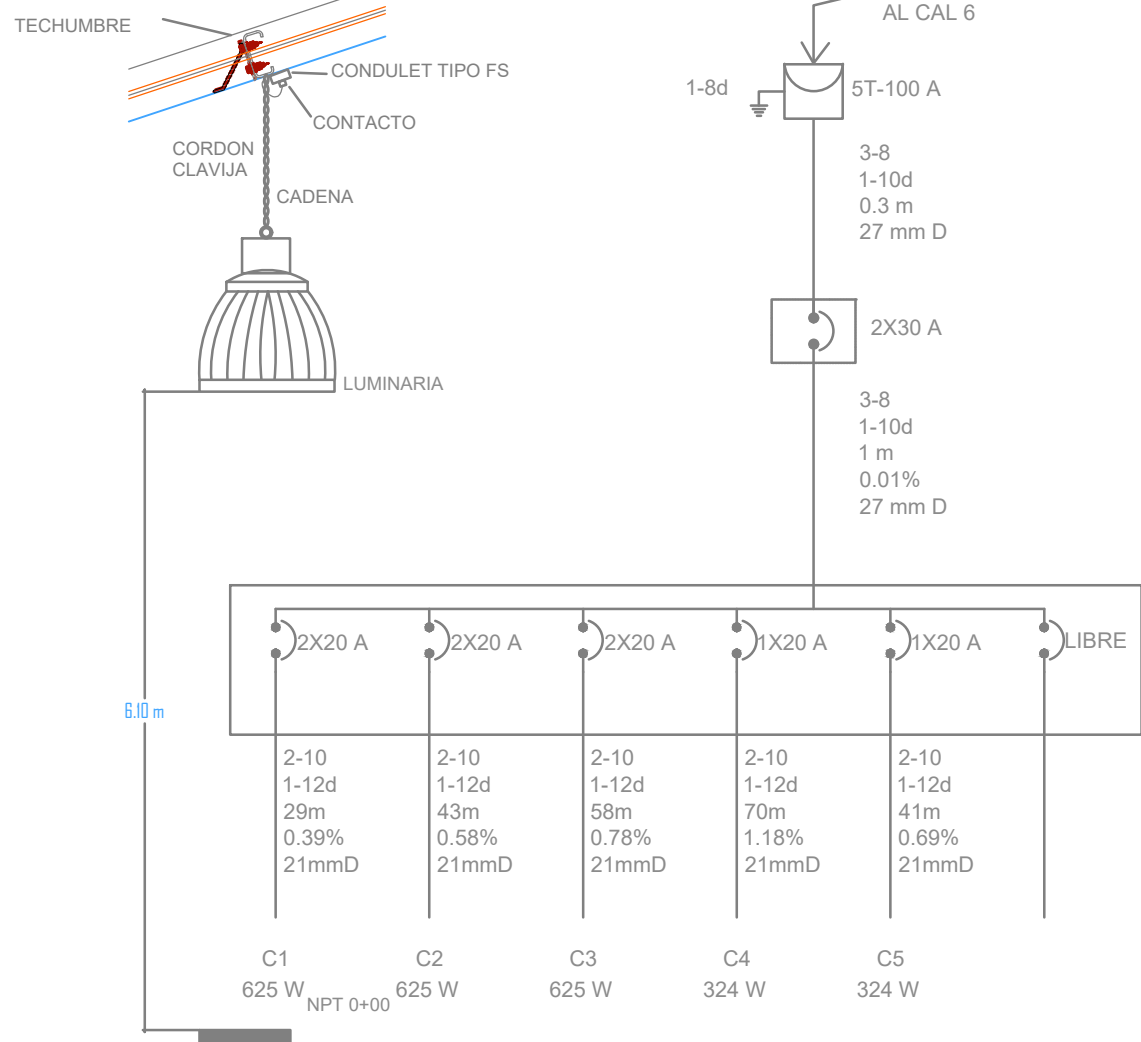 TECHUMBRE
CONDULET TIPO FS
CONTACTO
CORDON
CLAVIJA
CADENA
LUMINARIA
6.10 m
NPT 0+00
AL CAL 6
1-8d
5T-100 A
3-8
1-10d
0.3 m
27 mm D
2X30 A
3-8
1-10d
1 m
0.01%
27 mm D
2X20 A
2X20 A
2X20 A
1X20 A
1X20 A
LIBRE
2-10
1-12d
29m
0.39%
21mmD
2-10
1-12d
43m
0.58%
21mmD
2-10
1-12d
58m
0.78%
21mmD
2-10
1-12d
70m
1.18%
21mmD
2-10
1-12d
41m
0.69%
21mmD
C1
625 W
C2
625 W
C3
625 W
C4
324 W
C5
324 W